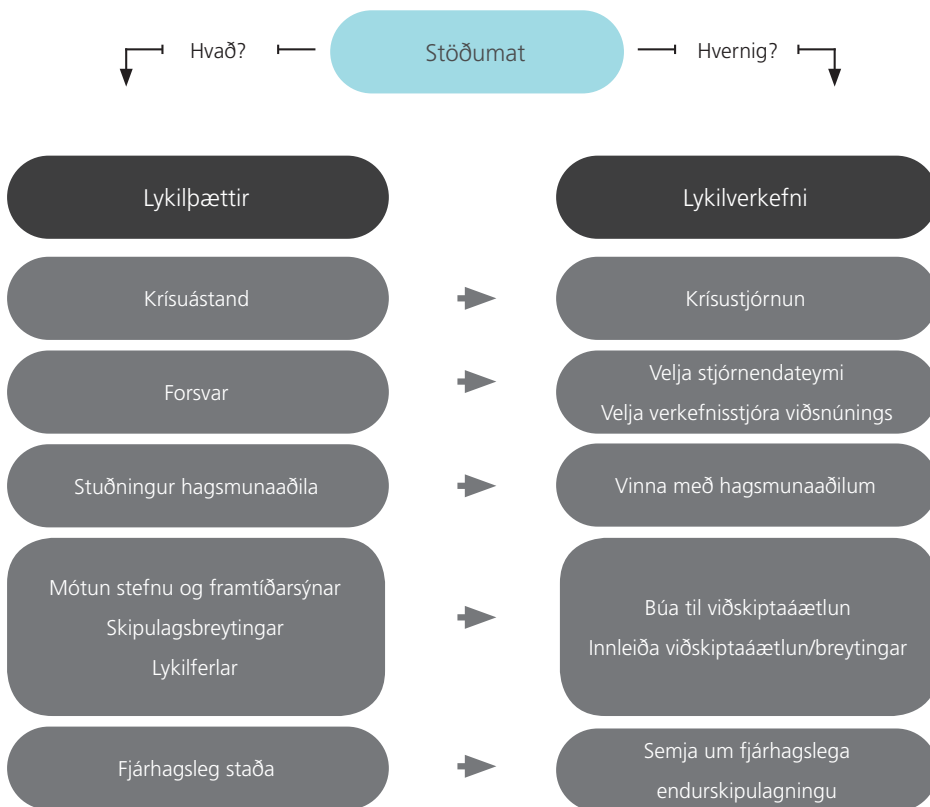 Hvað?
Stöðumat
Hvernig?
Lykilþættir
Lykilverkefni
Krísuástand
Krísustjórnun
Forsvar
Velja stjórnendateymi
Velja verkefnisstjóra viðsnúnings
Stuðningur hagsmunaaðila
Vinna með hagsmunaaðilum
Mótun stefnu og framtíðarsýnar
Skipulagsbreytingar
Lykilferlar
Búa til viðskiptaáætlun
Innleiða viðskiptaáætlun/breytingar
Fjárhagsleg staða
Semja um fjárhagslega
endurskipulagningu